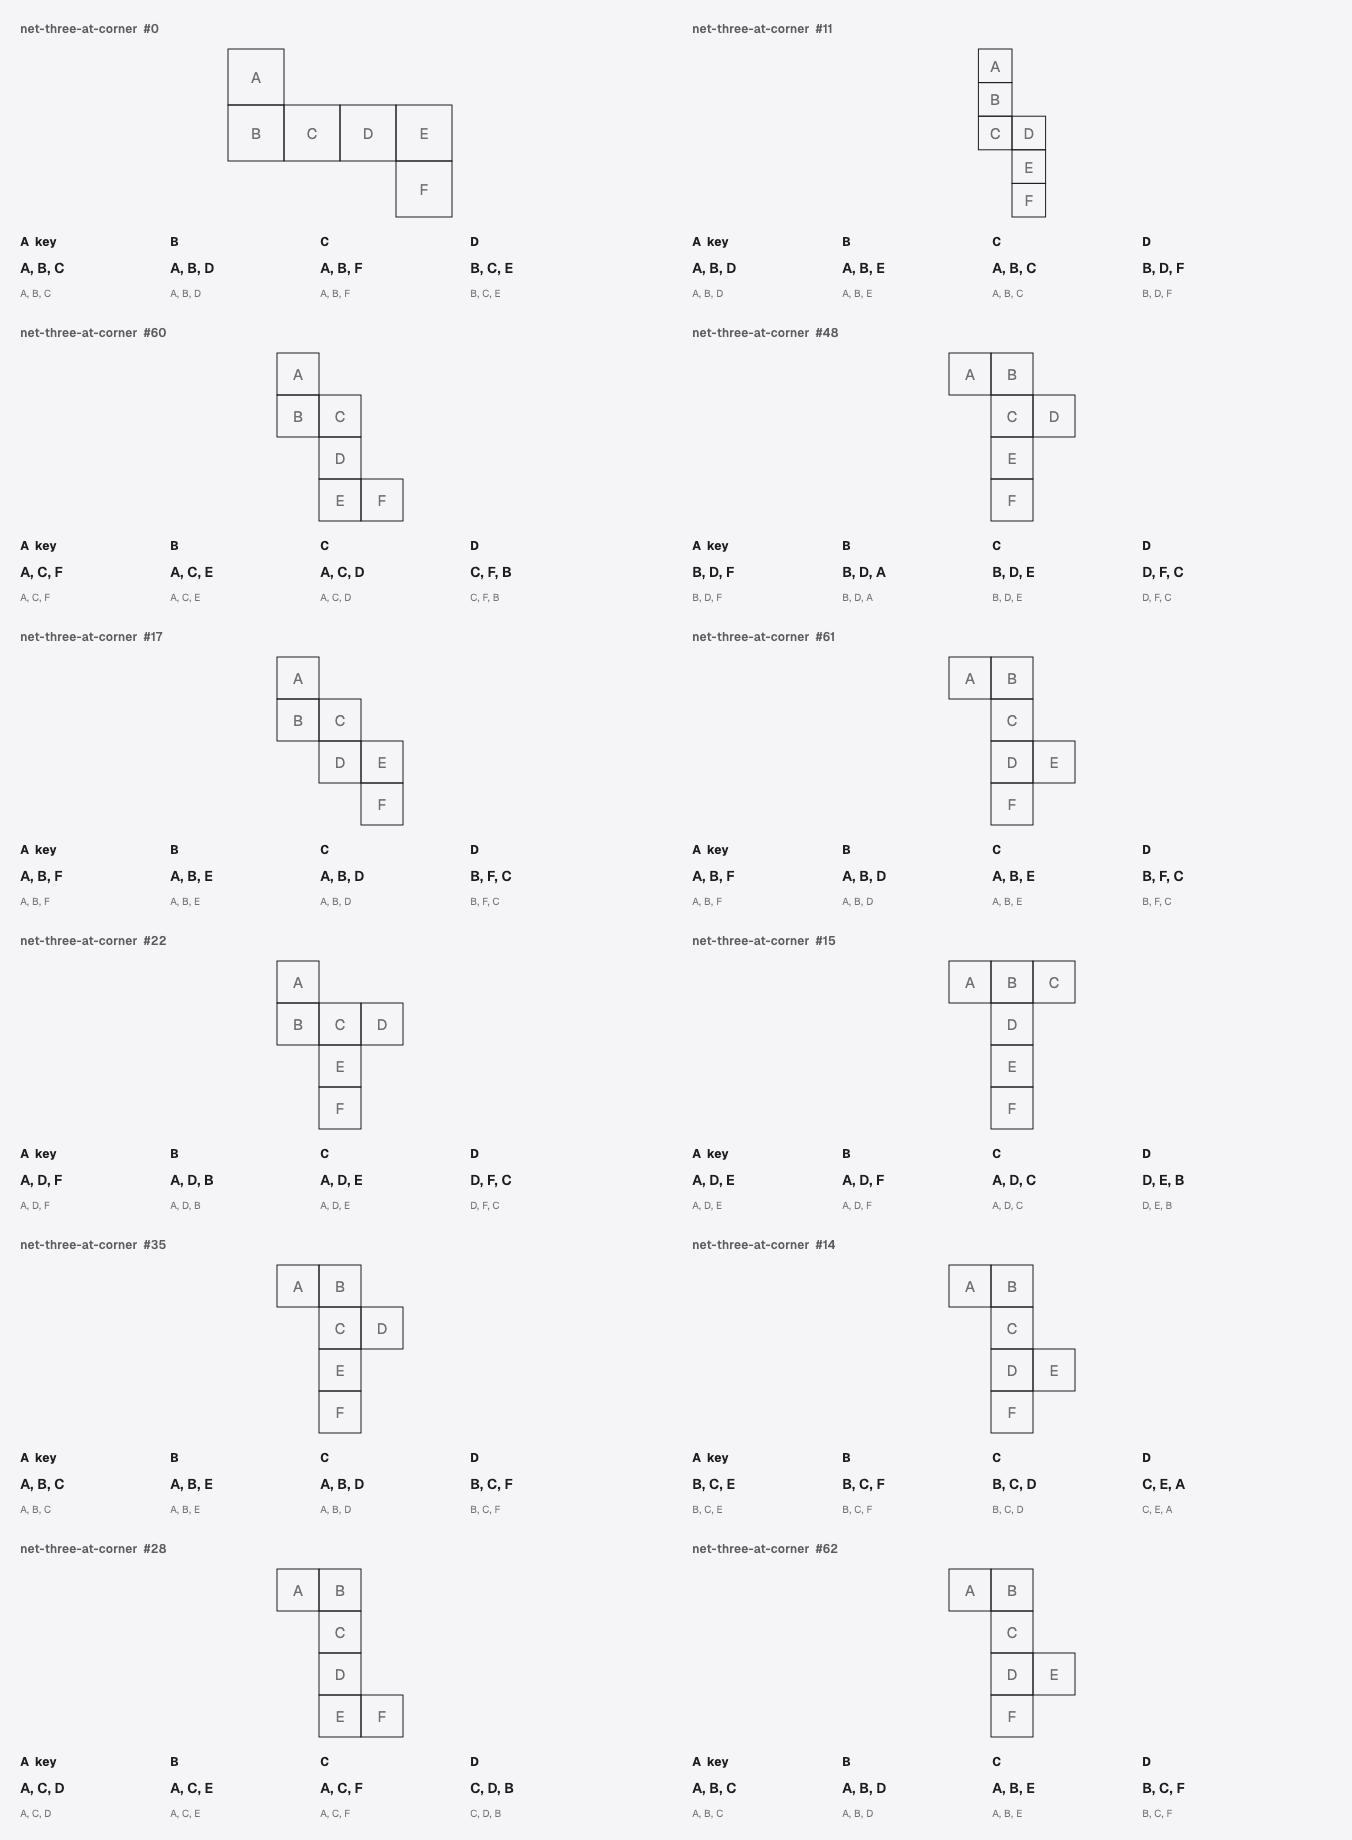 net-three-at-corner #0
A
B C D E
F
A key B C D
A, B, C A, B, D A, B, F B, C, E
A, B, C A, B, D A, B, F B, C, E
net-three-at-corner #11
A
B
C D
E
F
A key B C D
A, B, D A, B, E A, B, C B, D, F
A, B, D A, B, E A, B, C B, D, F
net-three-at-corner #60
A
B C
D
E F
A key B C D
A, C, F A, C, E A, C, D C, F, B
A, C, F A, C, E A, C, D C, F, B
net-three-at-corner #48
A B
C D
E
F
A key B C D
B, D, F B, D, A B, D, E D, F, C
B, D, F B, D, A B, D, E D, F, C
net-three-at-corner #17
A
B C
D E
F
A key B C D
A, B, F A, B, E A, B, D B, F, C
A, B, F A, B, E A, B, D B, F, C
net-three-at-corner #61
A B
C
D E
F
A key B C D
A, B, F A, B, D A, B, E B, F, C
A, B, F A, B, D A, B, E B, F, C
net-three-at-corner #22
A
B C D
E
F
A key B C D
A, D, F A, D, B A, D, E D, F, C
A, D, F A, D, B A, D, E D, F, C
net-three-at-corner #15
A B C
D
E
F
A key B C D
A, D, E A, D, F A, D, C D, E, B
A, D, E A, D, F A, D, C D, E, B
net-three-at-corner #35
A B
C D
E
F
A key B C D
A, B, C A, B, E A, B, D B, C, F
A, B, C A, B, E A, B, D B, C, F
net-three-at-corner #14
A B
C
D E
F
A key B C D
B, C, E B, C, F B, C, D C, E, A
B, C, E B, C, F B, C, D C, E, A
net-three-at-corner #28
A B
C
D
E F
A key B C D
A, C, D A, C, E A, C, F C, D, B
A, C, D A, C, E A, C, F C, D, B
net-three-at-corner #62
A B
C
D E
F
A key B C D
A, B, C A, B, D A, B, E B, C, F
A, B, C A, B, D A, B, E B, C, F